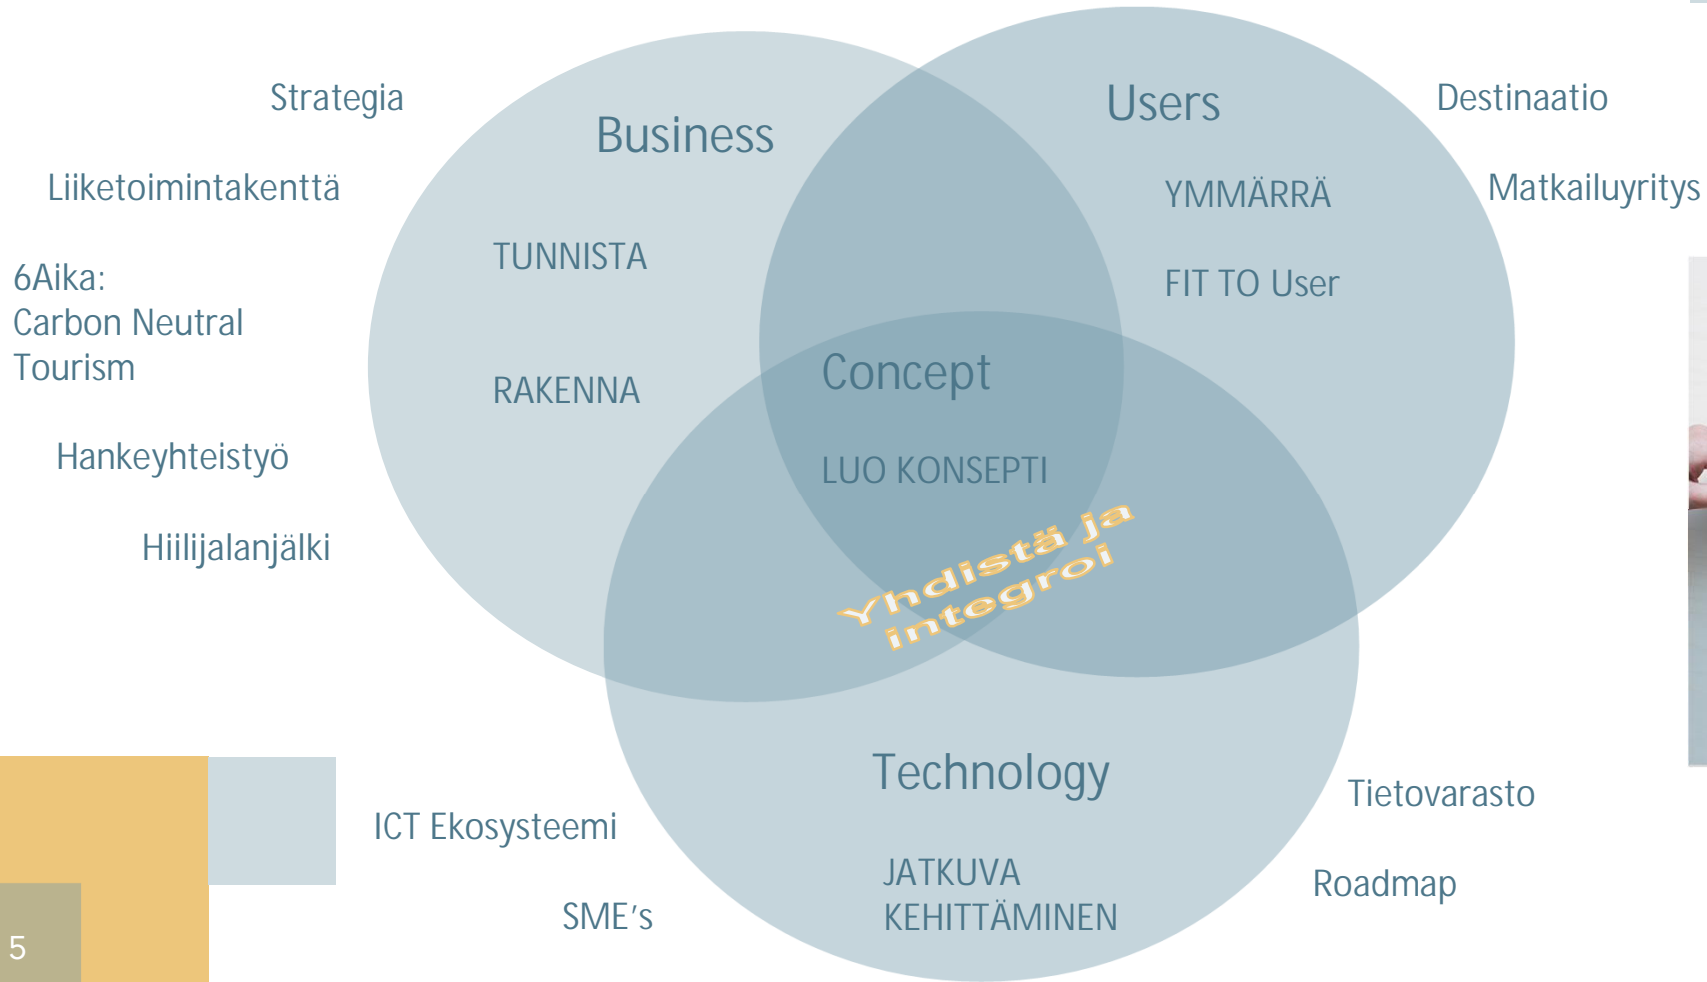 Strategia
Liiketoimintakenttä
6Aika:
Carbon Neutral
Tourism
Hankeyhteistyö
Hiilijalanjälki
Business
TUNNISTA
RAKENNA
Users
YMMÄRRÄ
FIT TO User
Destinaatio
Matkailuyritys
Concept
LUO KONSEPTI
Yhdistä ja
integroi
Technology
JATKUVA
KEHITTÄMINEN
ICT Ekosysteemi
SME's
Tietovarasto
Roadmap
5